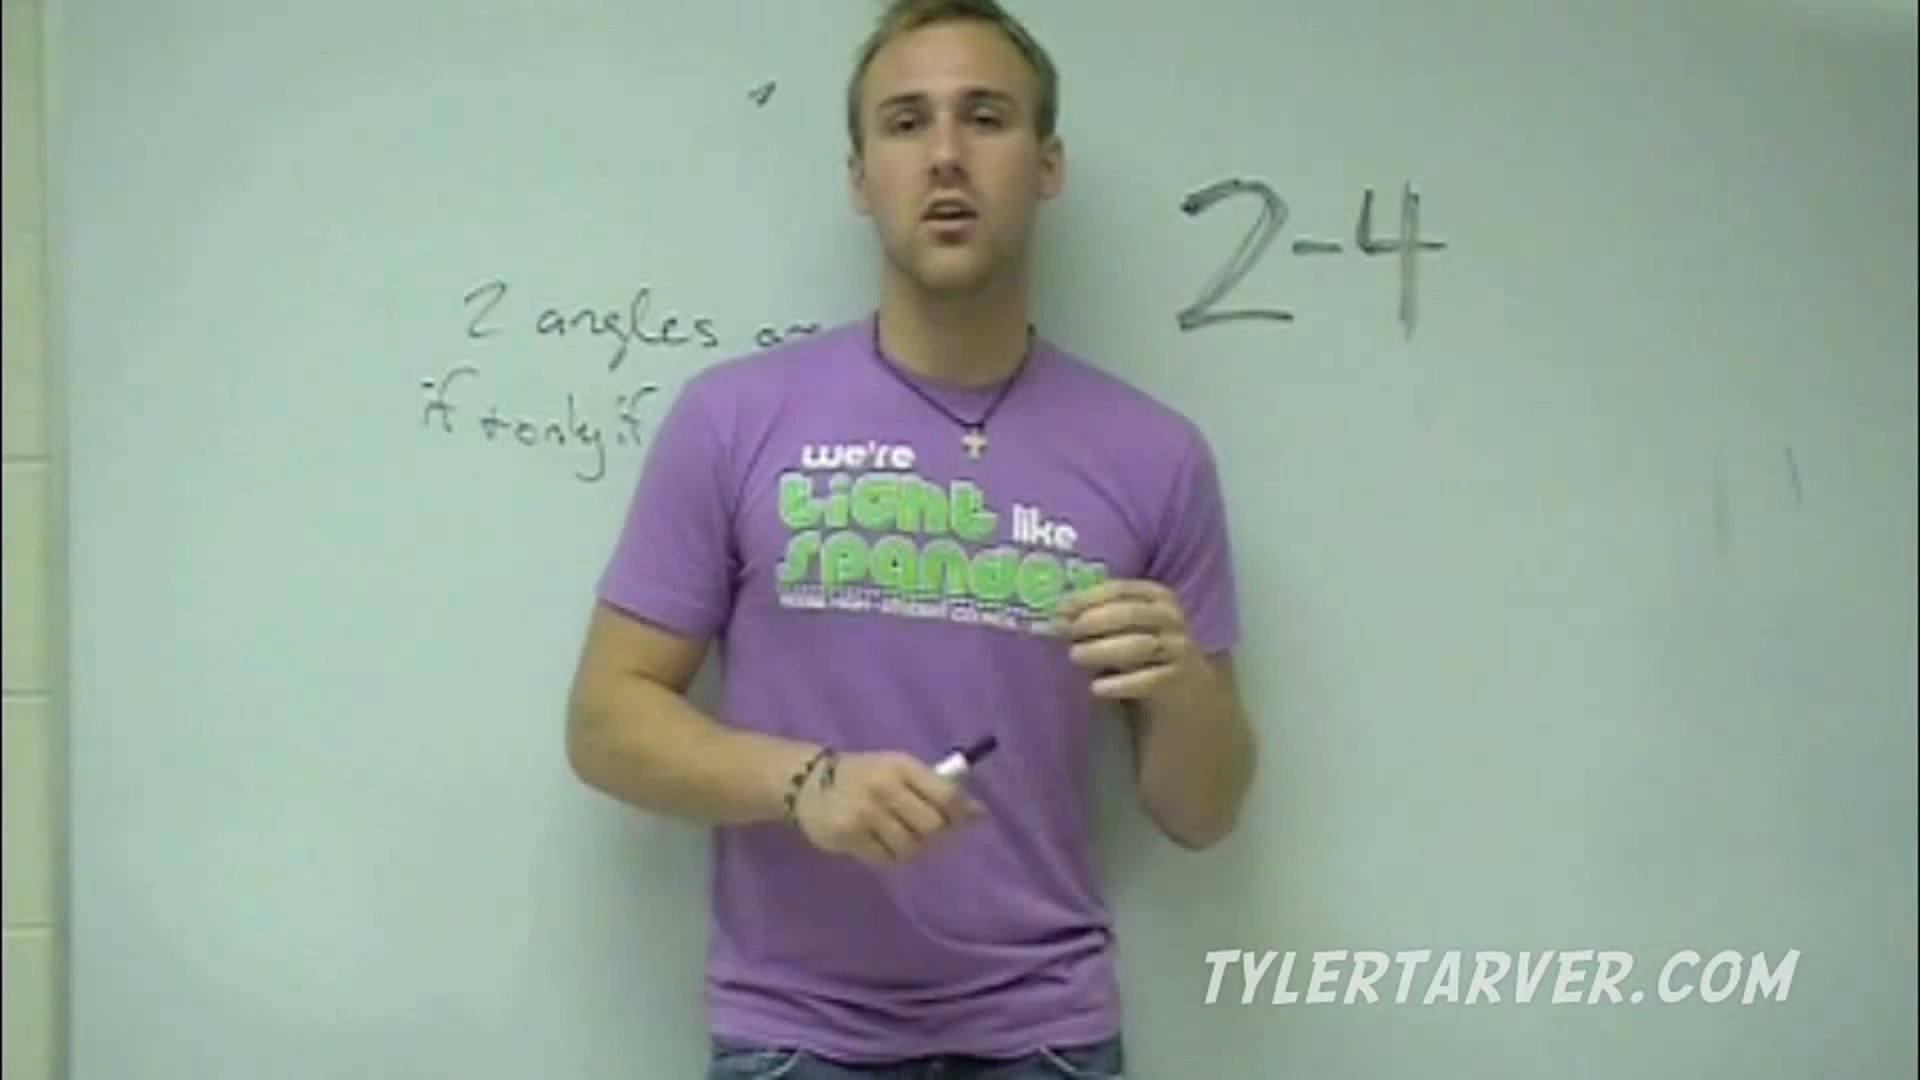 2-4
2 angles
if + only if
we're
tight like
spandex
TYLERTARVER.COM